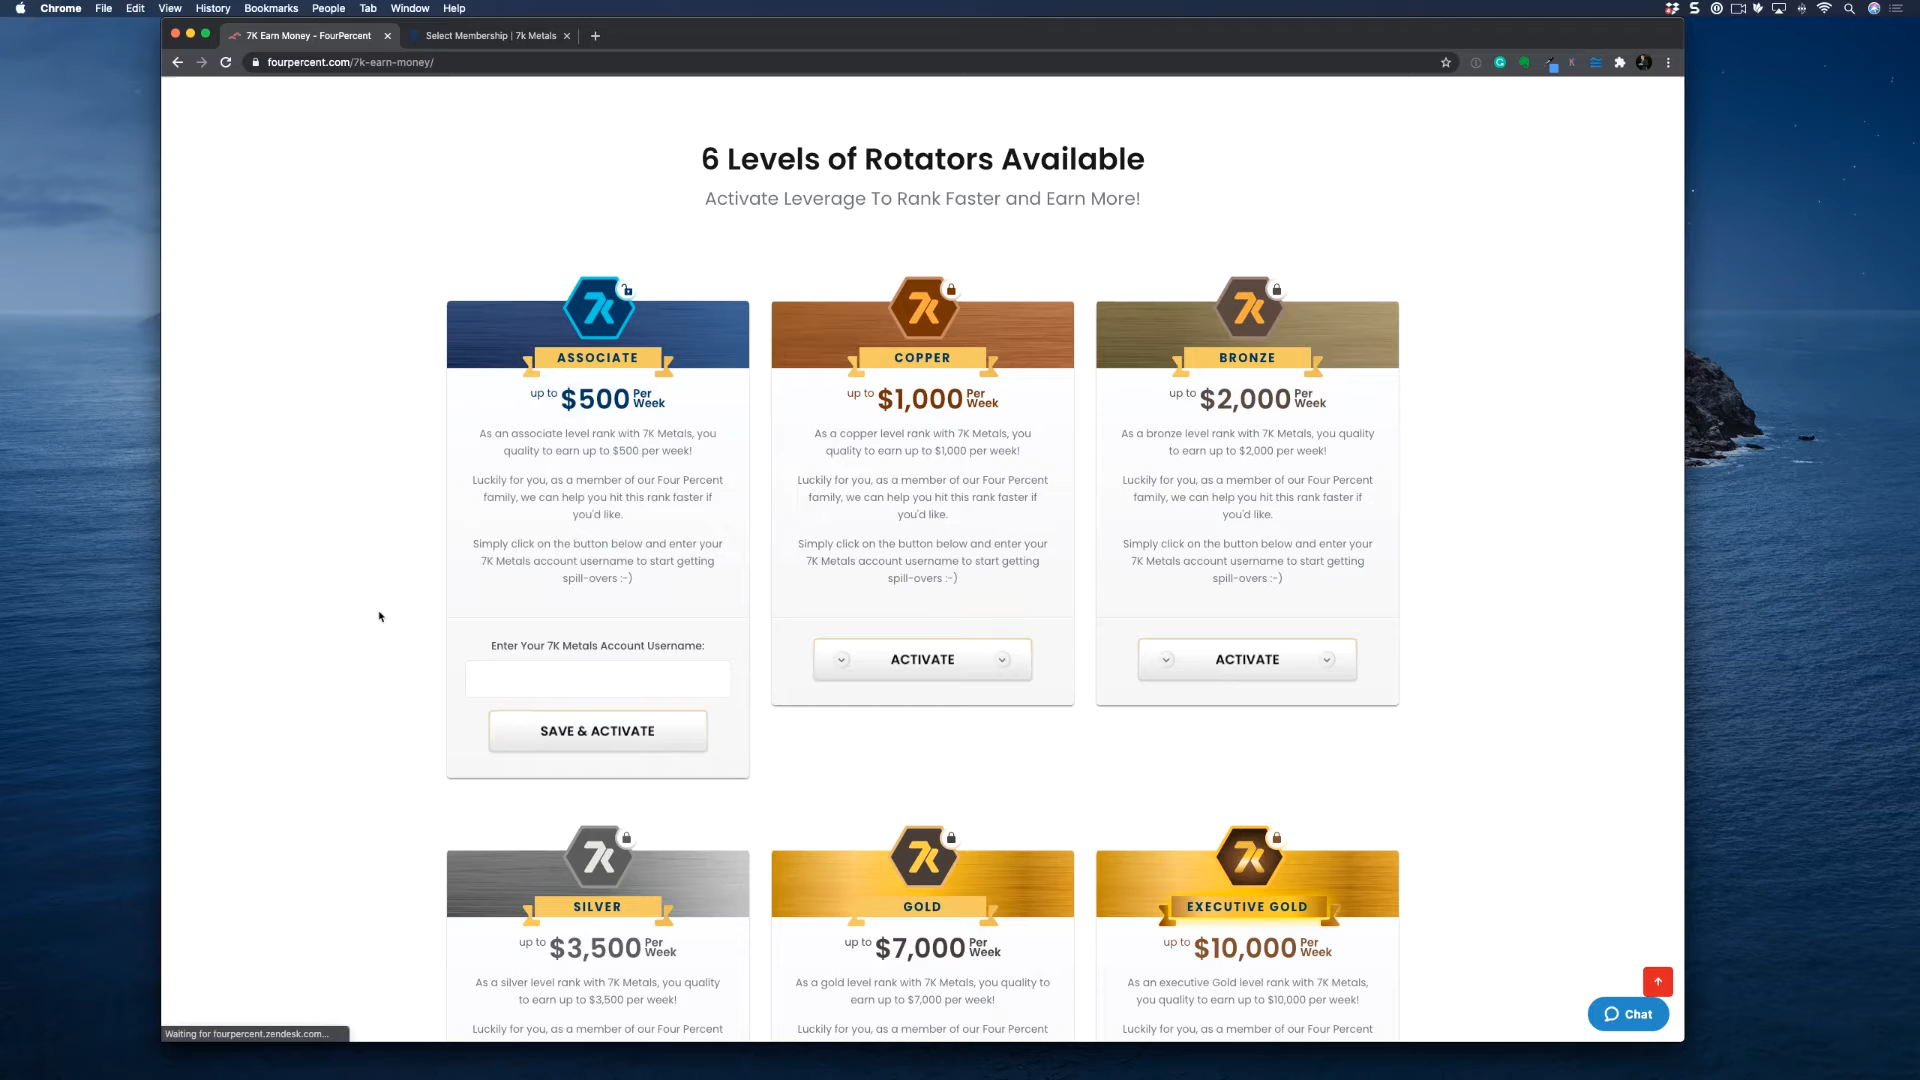 Chrome File Edit View History Bookmarks People Tab Window Help
7K Earn Money - FourPercent
Select Membership | 7k Metals
fourpercent.com/7k-earn-money/
6 Levels of Rotators Available
Activate Leverage To Rank Faster and Earn More!
7k
ASSOCIATE
up to $500 Per Week
As an associate level rank with 7K Metals, you
quality to earn up to $500 per week!
Luckily for you, as a member of our Four Percent
family, we can help you hit this rank faster if
you'd like.
Simply click on the button below and enter your
7K Metals account username to start getting
spill-overs :-)
Enter Your 7K Metals Account Username:
SAVE & ACTIVATE
7k
COPPER
up to $1,000 Per Week
As a copper level rank with 7K Metals, you
quality to earn up to $1,000 per week!
Luckily for you, as a member of our Four Percent
family, we can help you hit this rank faster if
you'd like.
Simply click on the button below and enter your
7K Metals account username to start getting
spill-overs :-)
ACTIVATE
7k
BRONZE
up to $2,000 Per Week
As a bronze level rank with 7K Metals, you quality
to earn up to $2,000 per week!
Luckily for you, as a member of our Four Percent
family, we can help you hit this rank faster if
you'd like.
Simply click on the button below and enter your
7K Metals account username to start getting
spill-overs :-)
ACTIVATE
7k
SILVER
up to $3,500 Per Week
As a silver level rank with 7K Metals, you quality
to earn up to $3,500 per week!
Luckily for you, as a member of our Four Percent
7k
GOLD
up to $7,000 Per Week
As a gold level rank with 7K Metals, you quality to
earn up to $7,000 per week!
Luckily for you, as a member of our Four Percent
7k
EXECUTIVE GOLD
up to $10,000 Per Week
As an executive Gold level rank with 7K Metals,
you quality to earn up to $10,000 per week!
Luckily for you, as a member of our Four Percent
Chat
Waiting for fourpercent.zendesk.com...